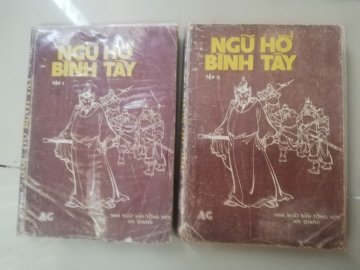 NGŨ HỔ
BÌNH TÂY
TẬP I
AG
NHÀ XUẤT BẢN TỔNG HỢP
AN GIANG
NGŨ HỔ
BÌNH TÂY
TẬP II
AG
NHÀ XUẤT BẢN TỔNG HỢP
AN GIANG